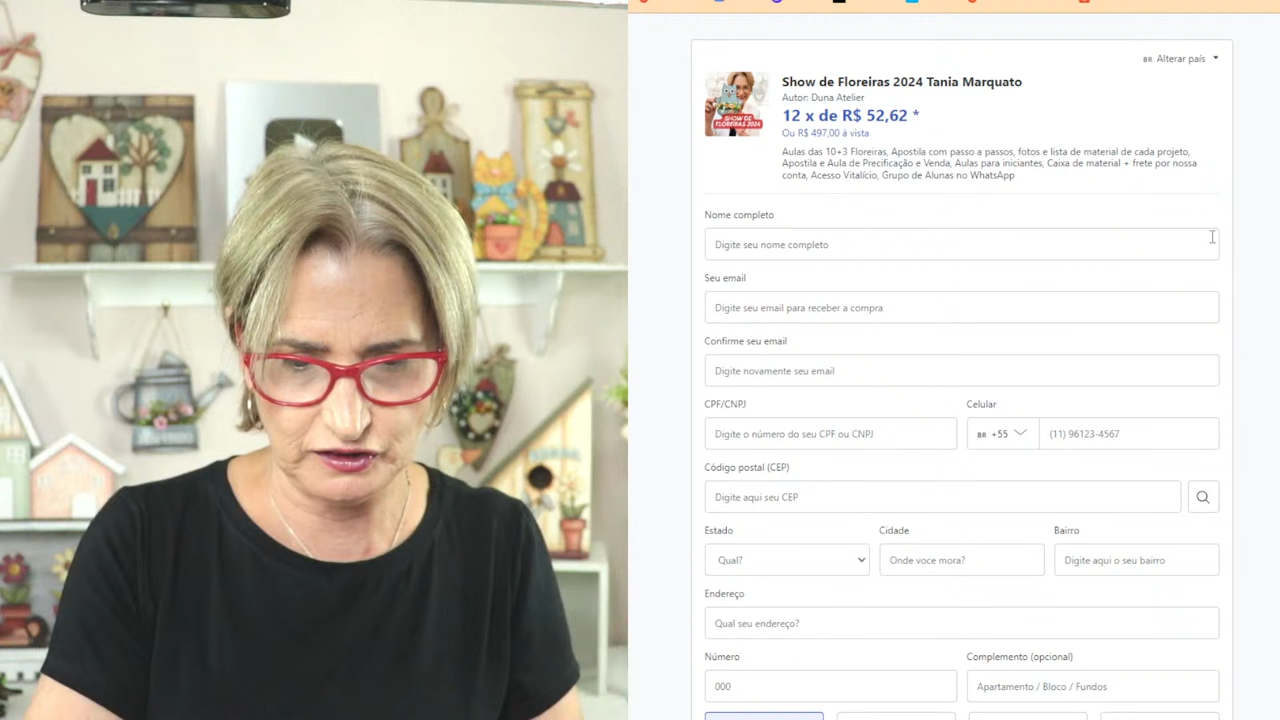 BR Alterar país
Show de Floreiras 2024 Tania Marquato
Autor: Duna Atelier
12 x de R$ 52,62 *
Ou R$ 497,00 à vista
Aulas das 10+3 Floreiras, Apostila com passo a passos, fotos e lista de material de cada projeto,
Apostila e Aula de Precificação e Venda, Aulas para iniciantes, Caixa de material + frete por nossa
conta, Acesso Vitalício, Grupo de Alunas no WhatsApp
SHOW DE
FLOREIRAS 2024
Nome completo
Digite seu nome completo
Seu email
Digite seu email para receber a compra
Confirme seu email
Digite novamente seu email
CPF/CNPJ
Celular
Digite o número do seu CPF ou CNPJ
BR +55
(11) 96123-4567
Código postal (CEP)
Digite aqui seu CEP
Estado
Cidade
Bairro
Qual?
Onde voce mora?
Digite aqui o seu bairro
Endereço
Qual seu endereço?
Número
Complemento (opcional)
000
Apartamento / Bloco / Fundos